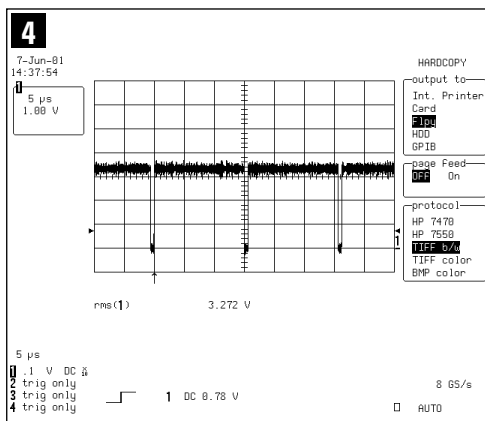 4
7-Jun-01
14:37:54
1
5 µs
1.00 V
HARDCOPY
output to
Int. Printer
Card
Flpy
HDD
GPIB
page feed
OFF On
protocol
HP 7470
HP 7550
TIFF b/w
TIFF color
BMP color
1
rms(1) 3.272 V
5 µs
1 .1 V DC X10
2 trig only
3 trig only
4 trig only
1 DC 0.78 V
8 GS/s
AUTO